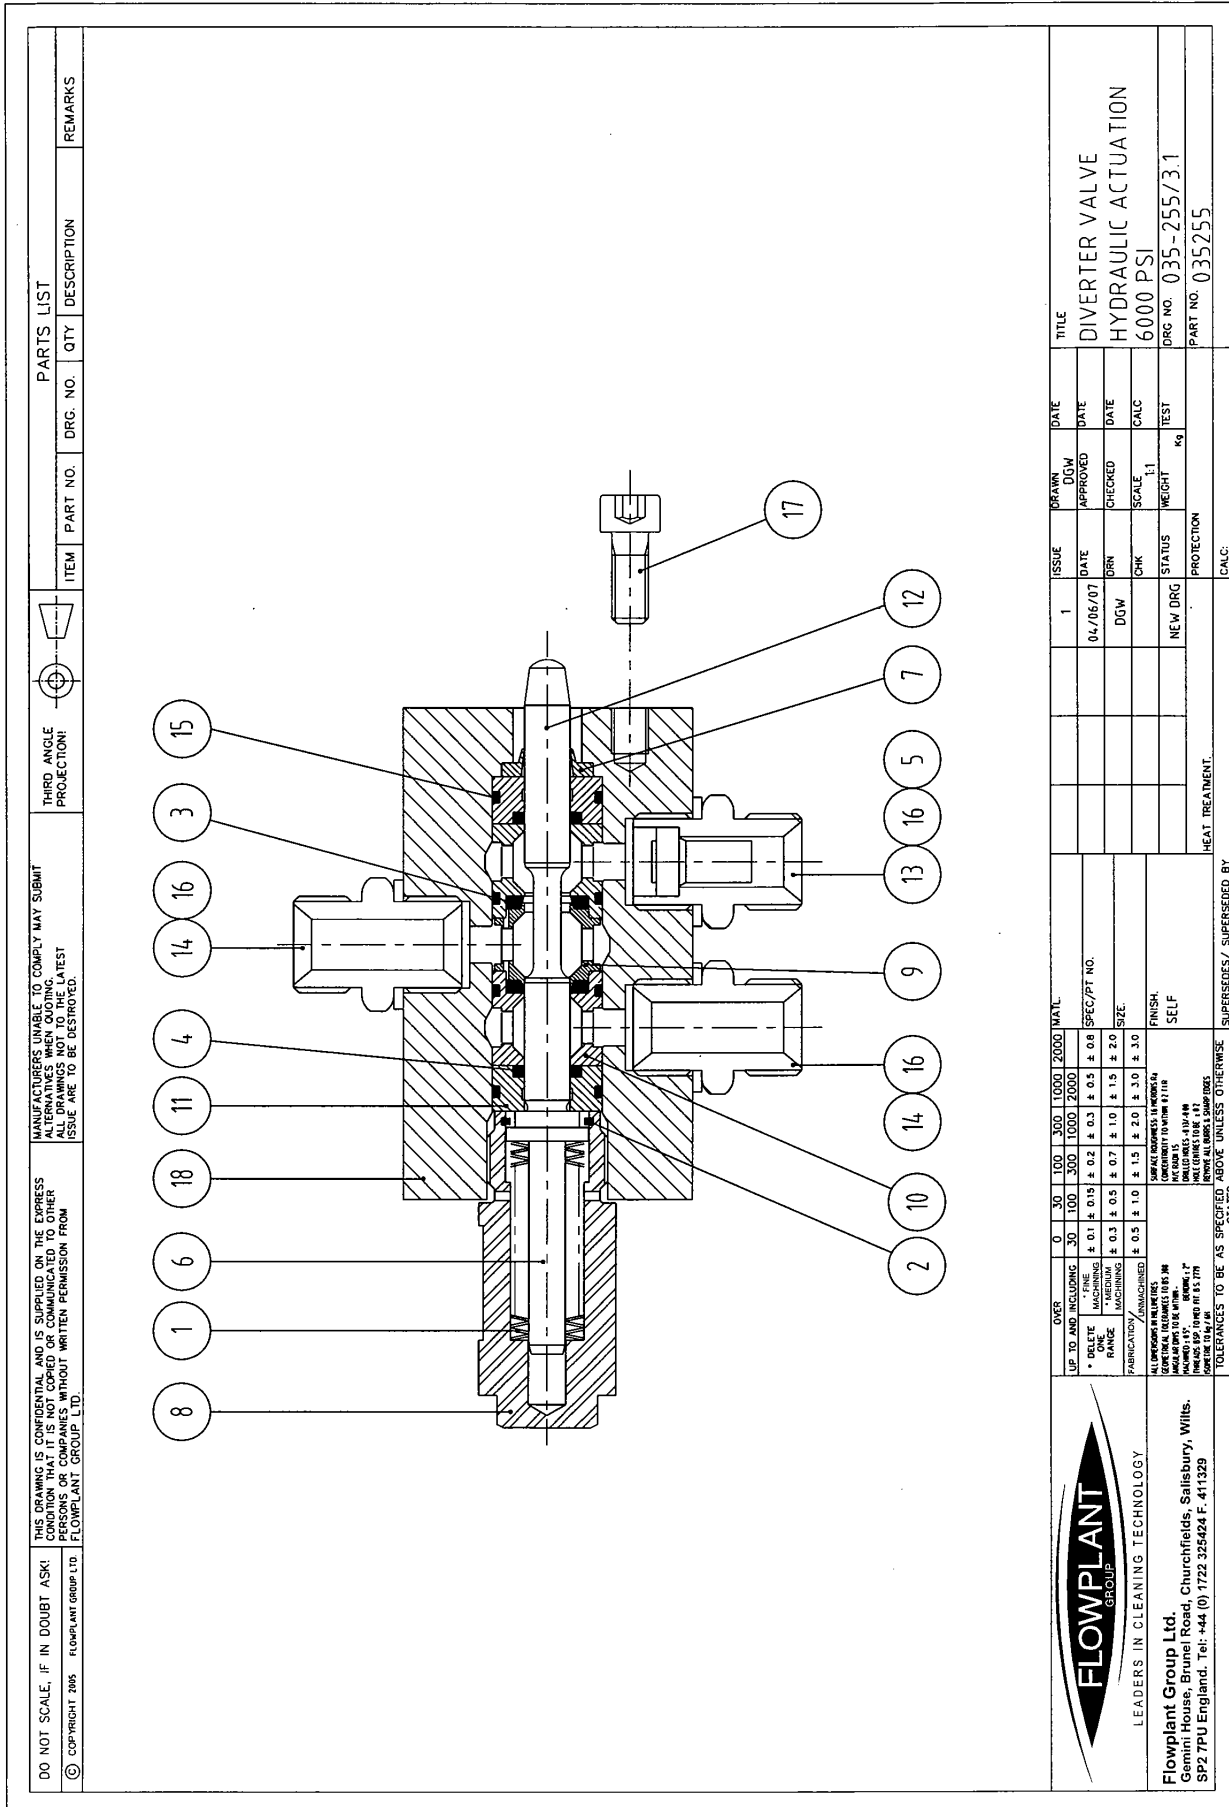 DO NOT SCALE, IF IN DOUBT ASK!
© COPYRIGHT 2005 FLOWPLANT GROUP LTD.
THIS DRAWING IS CONFIDENTIAL AND IS SUPPLIED ON THE EXPRESS
CONDITION THAT IT IS NOT COPIED OR COMMUNICATED TO OTHER
PERSONS OR COMPANIES WITHOUT WRITTEN PERMISSION FROM
FLOWPLANT GROUP LTD.
MANUFACTURERS UNABLE TO COMPLY MAY SUBMIT
ALTERNATIVES WHEN QUOTING.
ALL DRAWINGS NOT TO THE LATEST
ISSUE ARE TO BE DESTROYED.
THIRD ANGLE
PROJECTION!
PARTS LIST
ITEM PART NO. DRG. NO. QTY DESCRIPTION REMARKS
8 1 6 18 11 4 14 16 3 15
2 10 14 16 9 13 16 5 7 12
17
FLOWPLANT
GROUP
LEADERS IN CLEANING TECHNOLOGY
Flowplant Group Ltd.
Gemini House, Brunel Road, Churchfields, Salisbury, Wilts.
SP2 7PU England. Tel: +44 (0) 1722 325424 F. 411329
OVER 0 30 100 300 1000 2000
UP TO AND INCLUDING 30 100 300 1000 2000
* DELETE
ONE
RANGE
* FINE
MACHINING ± 0.1 ± 0.15 ± 0.2 ± 0.3 ± 0.5 ± 0.8
* MEDIUM
MACHINING ± 0.3 ± 0.5 ± 0.7 ± 1.0 ± 1.5 ± 2.0
FABRICATION / UNMACHINED ± 0.5 ± 1.0 ± 1.5 ± 2.0 ± 3.0 ± 3.0
ALL DIMENSIONS IN MILLIMETRES
REMOVE ALL BURRS & SHARP EDGES
TOLERANCES TO BE AS SPECIFIED ABOVE UNLESS OTHERWISE
MATL.
SPEC/PT NO.
SIZE.
FINISH.
SELF
SUPERSEDES/ SUPERSEDED BY
HEAT TREATMENT.
1 ISSUE
04/06/07 DATE
DGW DRN
CHK
NEW DRG STATUS
PROTECTION
CALC:
DRAWN DGW DATE
APPROVED DATE
CHECKED DATE
SCALE 1:1 CALC
WEIGHT Kg TEST
TITLE
DIVERTER VALVE
HYDRAULIC ACTUATION
6000 PSI
DRG NO. 035-255/3.1
PART NO. 035255